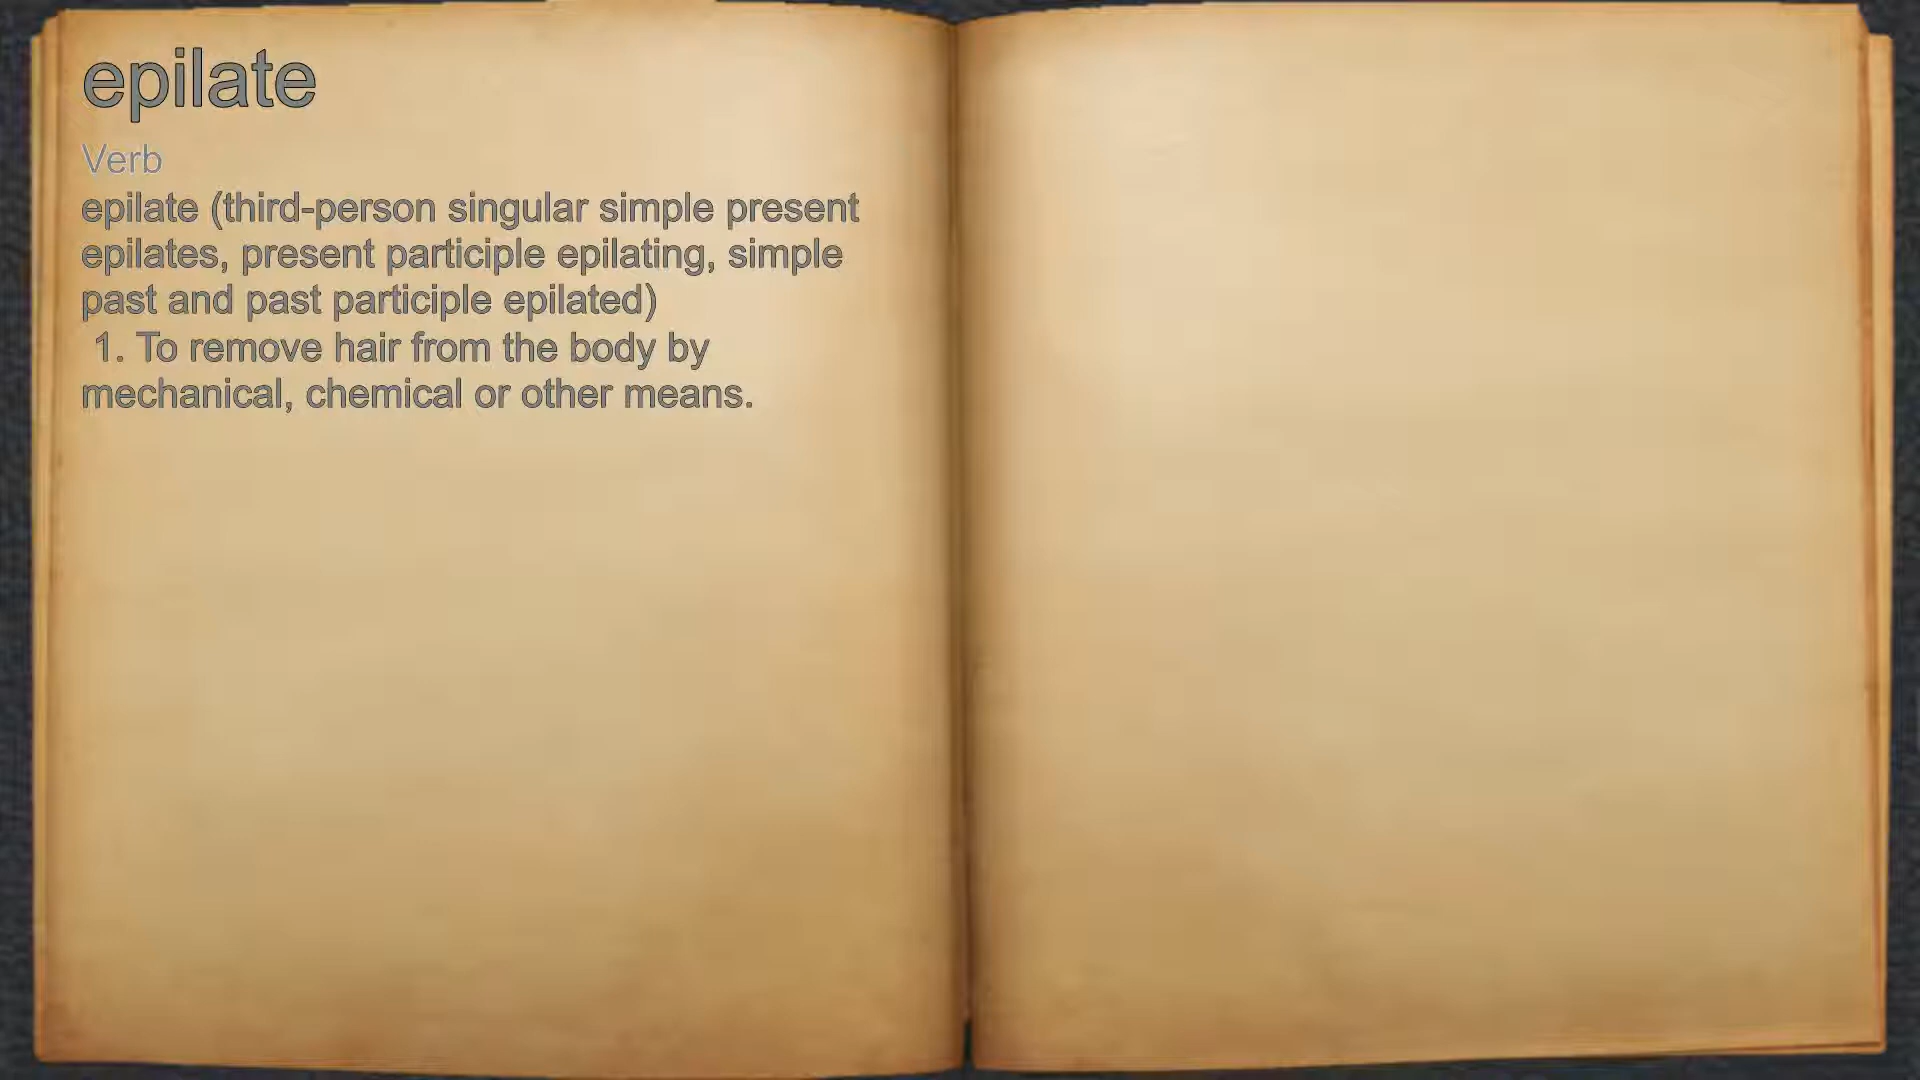 epilate
Verb
epilate (third-person singular simple present
epilates, present participle epilating, simple
past and past participle epilated)
1. To remove hair from the body by
mechanical, chemical or other means.